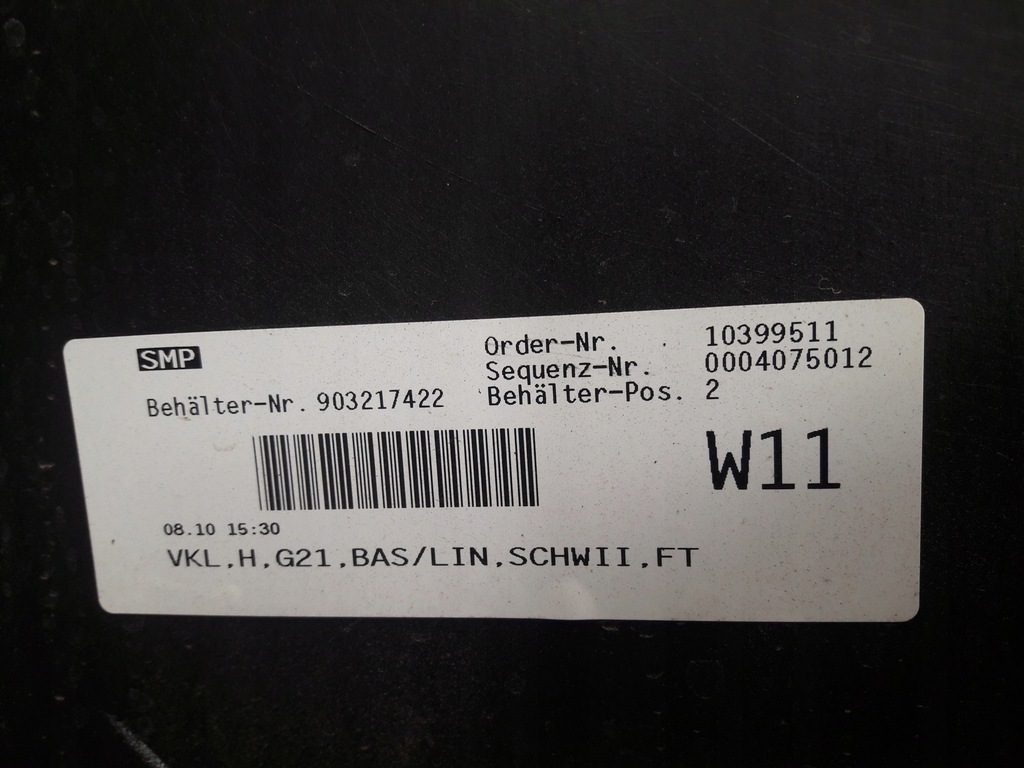 SMP
Order-Nr. 10399511
Sequenz-Nr. 0004075012
Behälter-Nr. 903217422
Behälter-Pos. 2
W11
08.10 15:30
VKL,H,G21,BAS/LIN,SCHWII,FT